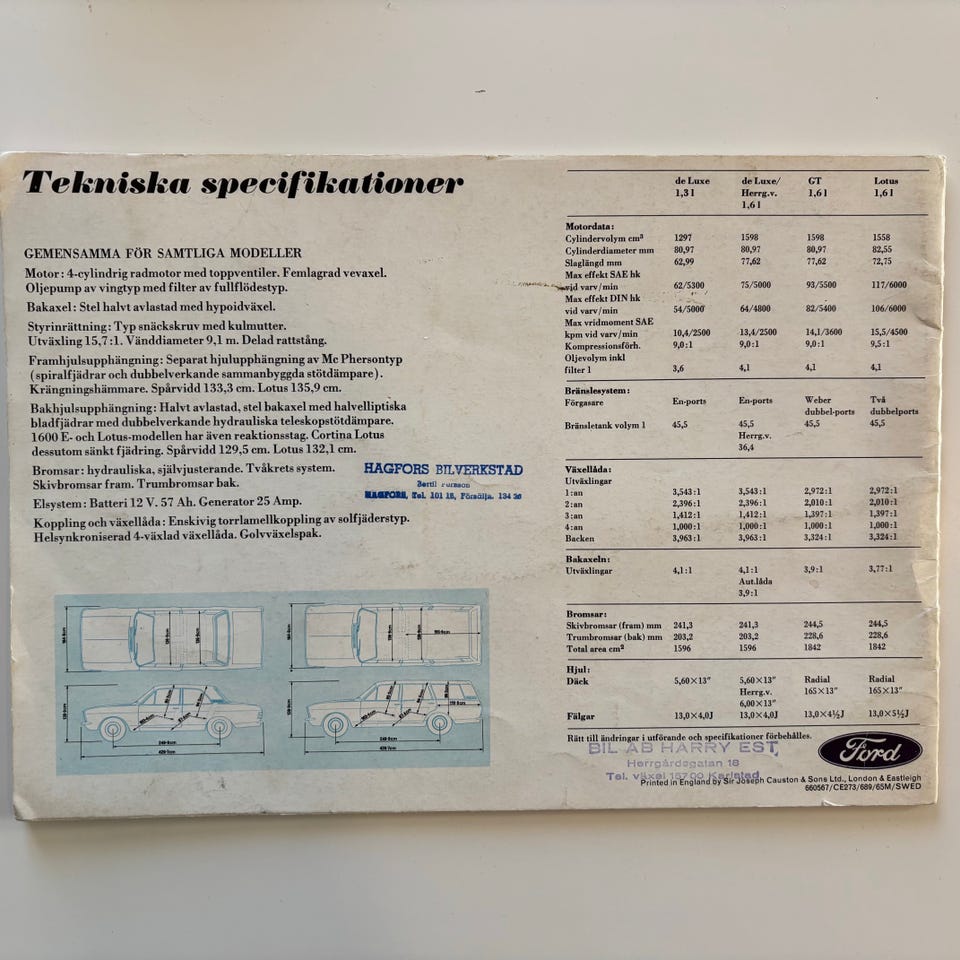 Tekniska specifikationer
GEMENSAMMA FÖR SAMTLIGA MODELLER
Motor: 4-cylindrig radmotor med toppventiler. Femlagrad vevaxel.
Oljepump av vingtyp med filter av fullflödestyp.
Bakaxel: Stel halvt avlastad med hypoidväxel.
Styrinrättning: Typ snäckskruv med kulmutter.
Utväxling 15,7:1. Vänddiameter 9,1 m. Delad rattstång.
Framhjulsupphängning: Separat hjulupphängning av Mc Phersontyp
(spiralfjädrar och dubbelverkande sammanbyggda stötdämpare).
Krängningshämmare. Spårvidd 133,3 cm. Lotus 135,9 cm.
Bakhjulsupphängning: Halvt avlastad, stel bakaxel med halvelliptiska
bladfjädrar med dubbelverkande hydrauliska teleskopstötdämpare.
1600 E- och Lotus-modellen har även reaktionsstag. Cortina Lotus
dessutom sänkt fjädring. Spårvidd 129,5 cm. Lotus 132,1 cm.
Bromsar: hydrauliska, självjusterande. Tvåkrets system.
Skivbromsar fram. Trumbromsar bak.
Elsystem: Batteri 12 V. 57 Ah. Generator 25 Amp.
Koppling och växellåda: Enskivig torrlamellkoppling av solfjäderstyp.
Helsynkroniserad 4-växlad växellåda. Golvväxelspak.
HAGFORS BILVERKSTAD
Bertil
HAGFORS, Tel. 101 18, Försälja. 134 26
de Luxe de Luxe/ GT Lotus
1,3 l Herrg.v. 1,6 l 1,6 l
1,6 l
Motordata:
Cylindervolym cm³ 1297 1598 1598 1558
Cylinderdiameter mm 80,97 80,97 80,97 82,55
Slaglängd mm 62,99 77,62 77,62 72,75
Max effekt SAE hk
vid varv/min 62/5300 75/5000 93/5500 117/6000
Max effekt DIN hk
vid varv/min 54/5000 64/4800 82/5400 106/6000
Max vridmoment SAE
kpm vid varv/min 10,4/2500 13,4/2500 14,1/3600 15,5/4500
Kompressionsförh. 9,0:1 9,0:1 9,0:1 9,5:1
Oljevolym inkl
filter l 3,6 4,1 4,1 4,1
Bränslesystem:
Förgasare En-ports En-ports Weber Två
dubbel-ports dubbelports
Bränsletank volym l 45,5 45,5 45,5 45,5
Herrg.v.
36,4
Växellåda:
Utväxlingar
1:an 3,543:1 3,543:1 2,972:1 2,972:1
2:an 2,396:1 2,396:1 2,010:1 2,010:1
3:an 1,412:1 1,412:1 1,397:1 1,397:1
4:an 1,000:1 1,000:1 1,000:1 1,000:1
Backen 3,963:1 3,963:1 3,324:1 3,324:1
Bakaxeln:
Utväxlingar 4,1:1 4,1:1 3,9:1 3,77:1
Aut.låda
3,9:1
Bromsar:
Skivbromsar (fram) mm 241,3 241,3 244,5 244,5
Trumbromsar (bak) mm 203,2 203,2 228,6 228,6
Total area cm² 1596 1596 1842 1842
Hjul:
Däck 5,60×13" 5,60×13" Radial Radial
Herrg.v. 165×13" 165×13"
6,00×13"
Fälgar 13,0×4,0J 13,0×4,0J 13,0×4½J 13,0×5½J
Rätt till ändringar i utförande och specifikationer förbehålles.
BIL AB HARRY EST,
Herrgårdsgatan 18
Tel. växel 15700 Karlstad
Ford
Printed in England by Sir Joseph Causton & Sons Ltd., London & Eastleigh
660567/CE273/689/65M/SWED